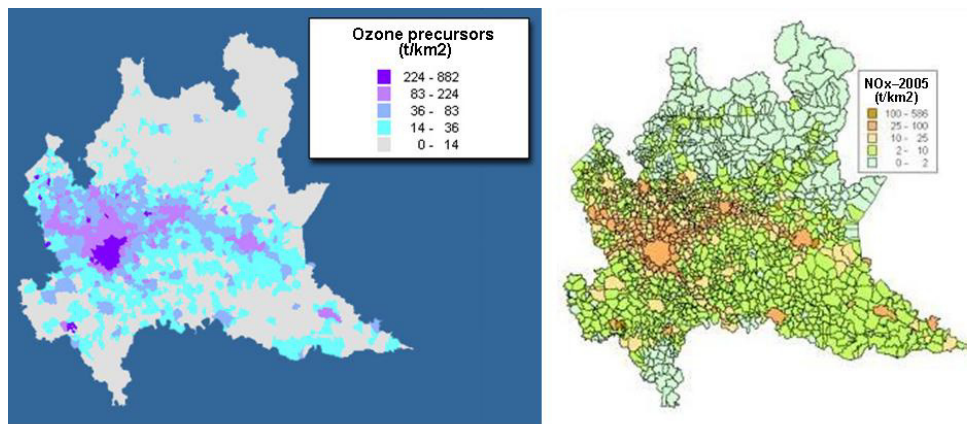 Ozone precursors
(t/km2)
224 - 882
83 - 224
36 - 83
14 - 36
0 - 14
NOx–2005
(t/km2)
100 - 586
25 - 100
10 - 25
2 - 10
0 - 2